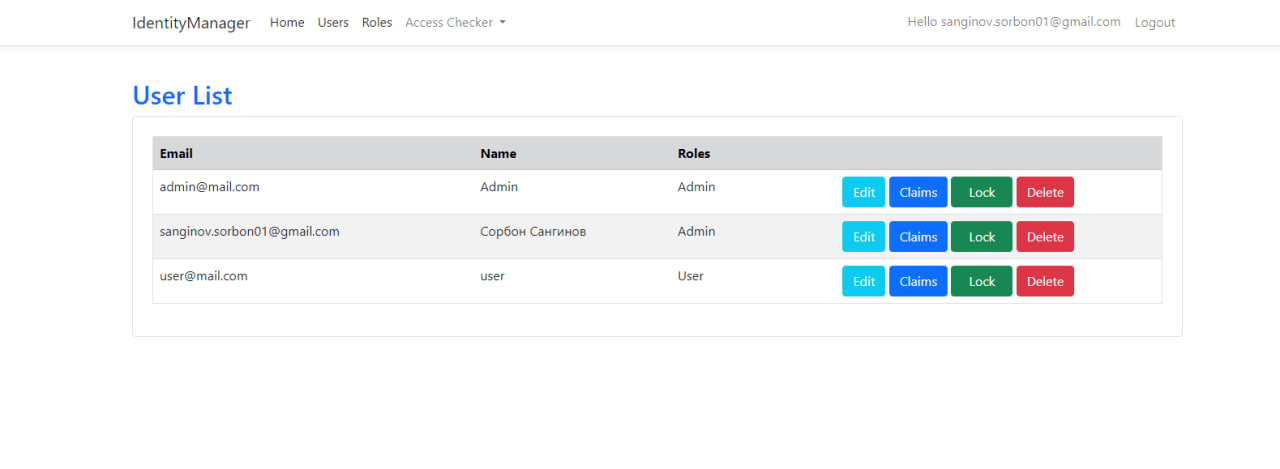 IdentityManager Home Users Roles Access Checker Hello sanginov.sorbon01@gmail.com Logout
User List
Email Name Roles
admin@mail.com Admin Admin Edit Claims Lock Delete
sanginov.sorbon01@gmail.com Сорбон Сангинов Admin Edit Claims Lock Delete
user@mail.com user User Edit Claims Lock Delete